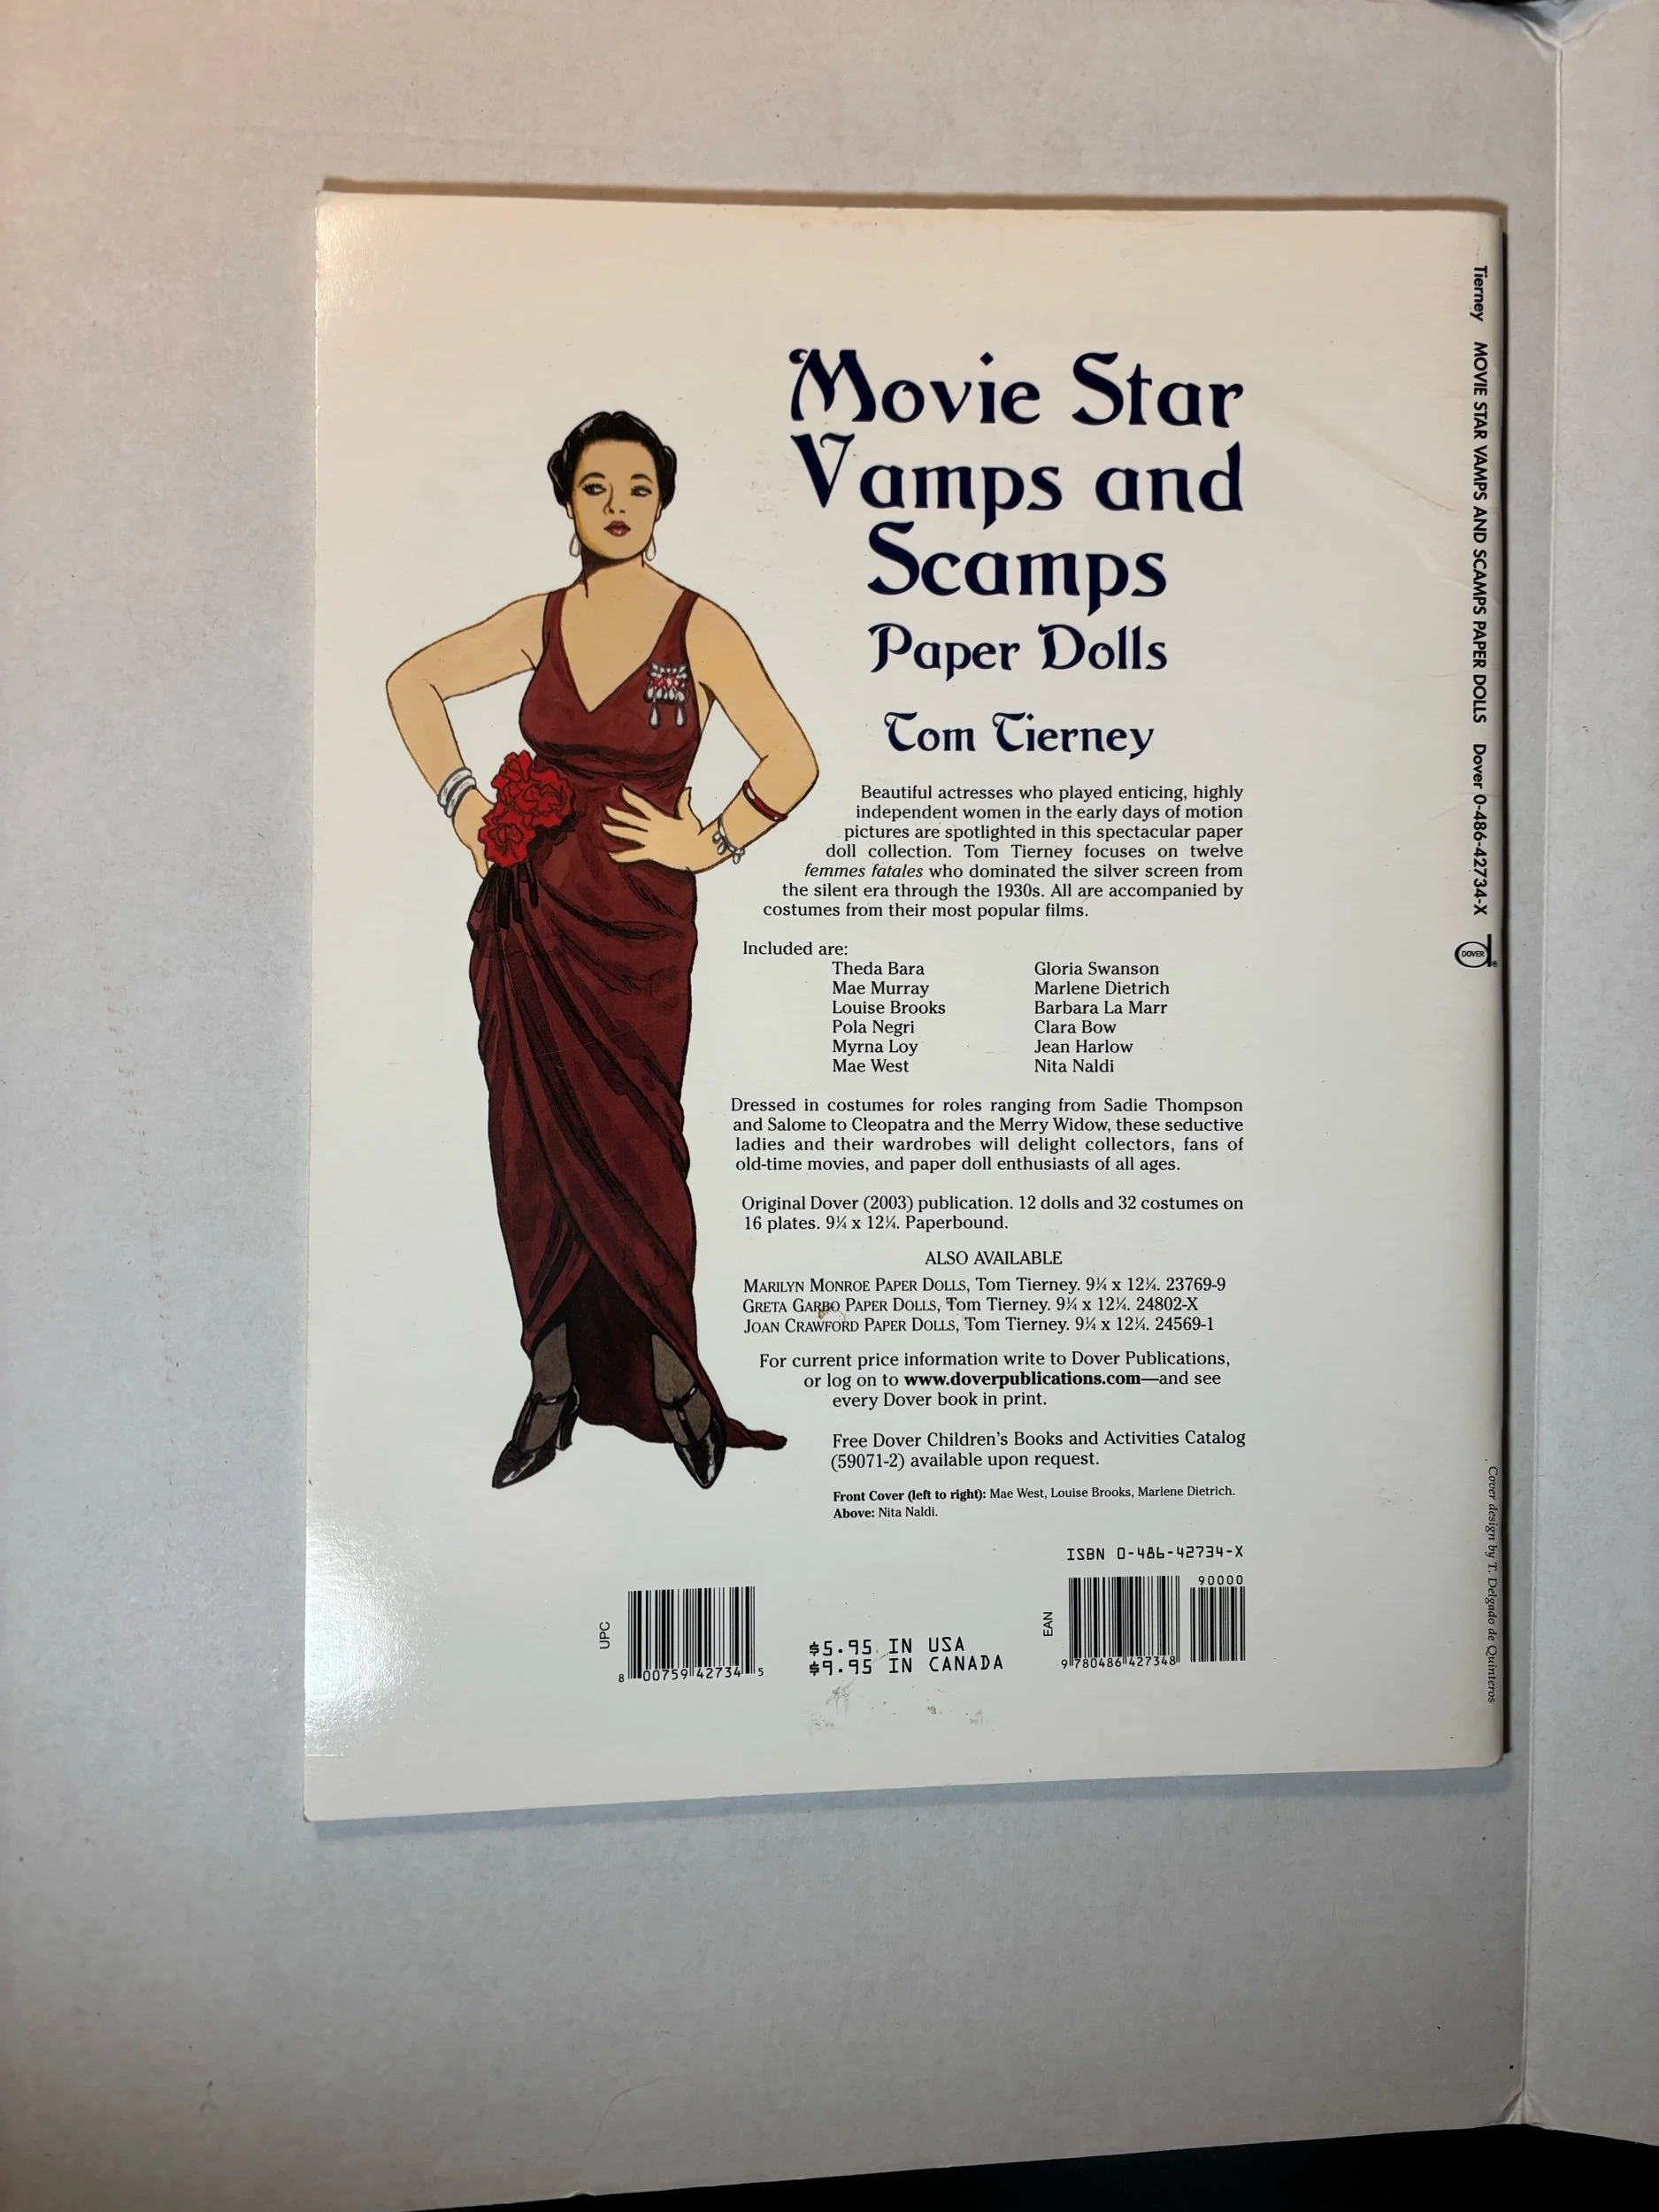 Movie Star
Vamps and
Scamps
Paper Dolls
Tom Tierney
Beautiful actresses who played enticing, highly
independent women in the early days of motion
pictures are spotlighted in this spectacular paper
doll collection. Tom Tierney focuses on twelve
femmes fatales who dominated the silver screen from
the silent era through the 1930s. All are accompanied by
costumes from their most popular films.
Included are:
Theda Bara Gloria Swanson
Mae Murray Marlene Dietrich
Louise Brooks Barbara La Marr
Pola Negri Clara Bow
Myrna Loy Jean Harlow
Mae West Nita Naldi
Dressed in costumes for roles ranging from Sadie Thompson
and Salome to Cleopatra and the Merry Widow, these seductive
ladies and their wardrobes will delight collectors, fans of
old-time movies, and paper doll enthusiasts of all ages.
Original Dover (2003) publication. 12 dolls and 32 costumes on
16 plates. 9¼ x 12¼. Paperbound.
ALSO AVAILABLE
MARILYN MONROE PAPER DOLLS, Tom Tierney. 9¼ x 12¼. 23769-9
GRETA GARBO PAPER DOLLS, Tom Tierney. 9¼ x 12¼. 24802-X
JOAN CRAWFORD PAPER DOLLS, Tom Tierney. 9¼ x 12¼. 24569-1
For current price information write to Dover Publications,
or log on to www.doverpublications.com—and see
every Dover book in print.
Free Dover Children's Books and Activities Catalog
(59071-2) available upon request.
Front Cover (left to right): Mae West, Louise Brooks, Marlene Dietrich.
Above: Nita Naldi.
ISBN 0-486-42734-X
90000
UPC
8 00759 42734 5
$5.95 IN USA
$9.95 IN CANADA
EAN
9 780486 427348
Tierney MOVIE STAR VAMPS AND SCAMPS PAPER DOLLS Dover 0-486-42734-X
DOVER
Cover design by T. Delgado de Quinteros